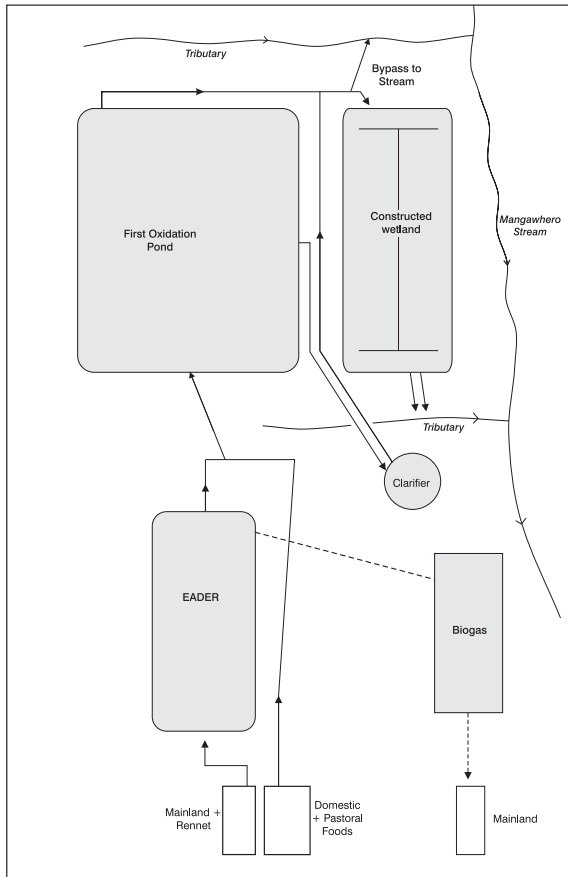 Tributary
Bypass to
Stream
First Oxidation
Pond
Constructed
wetland
Mangawhero
Stream
Tributary
Clarifier
EADER
Biogas
Mainland +
Rennet
Domestic
+ Pastoral
Foods
Mainland